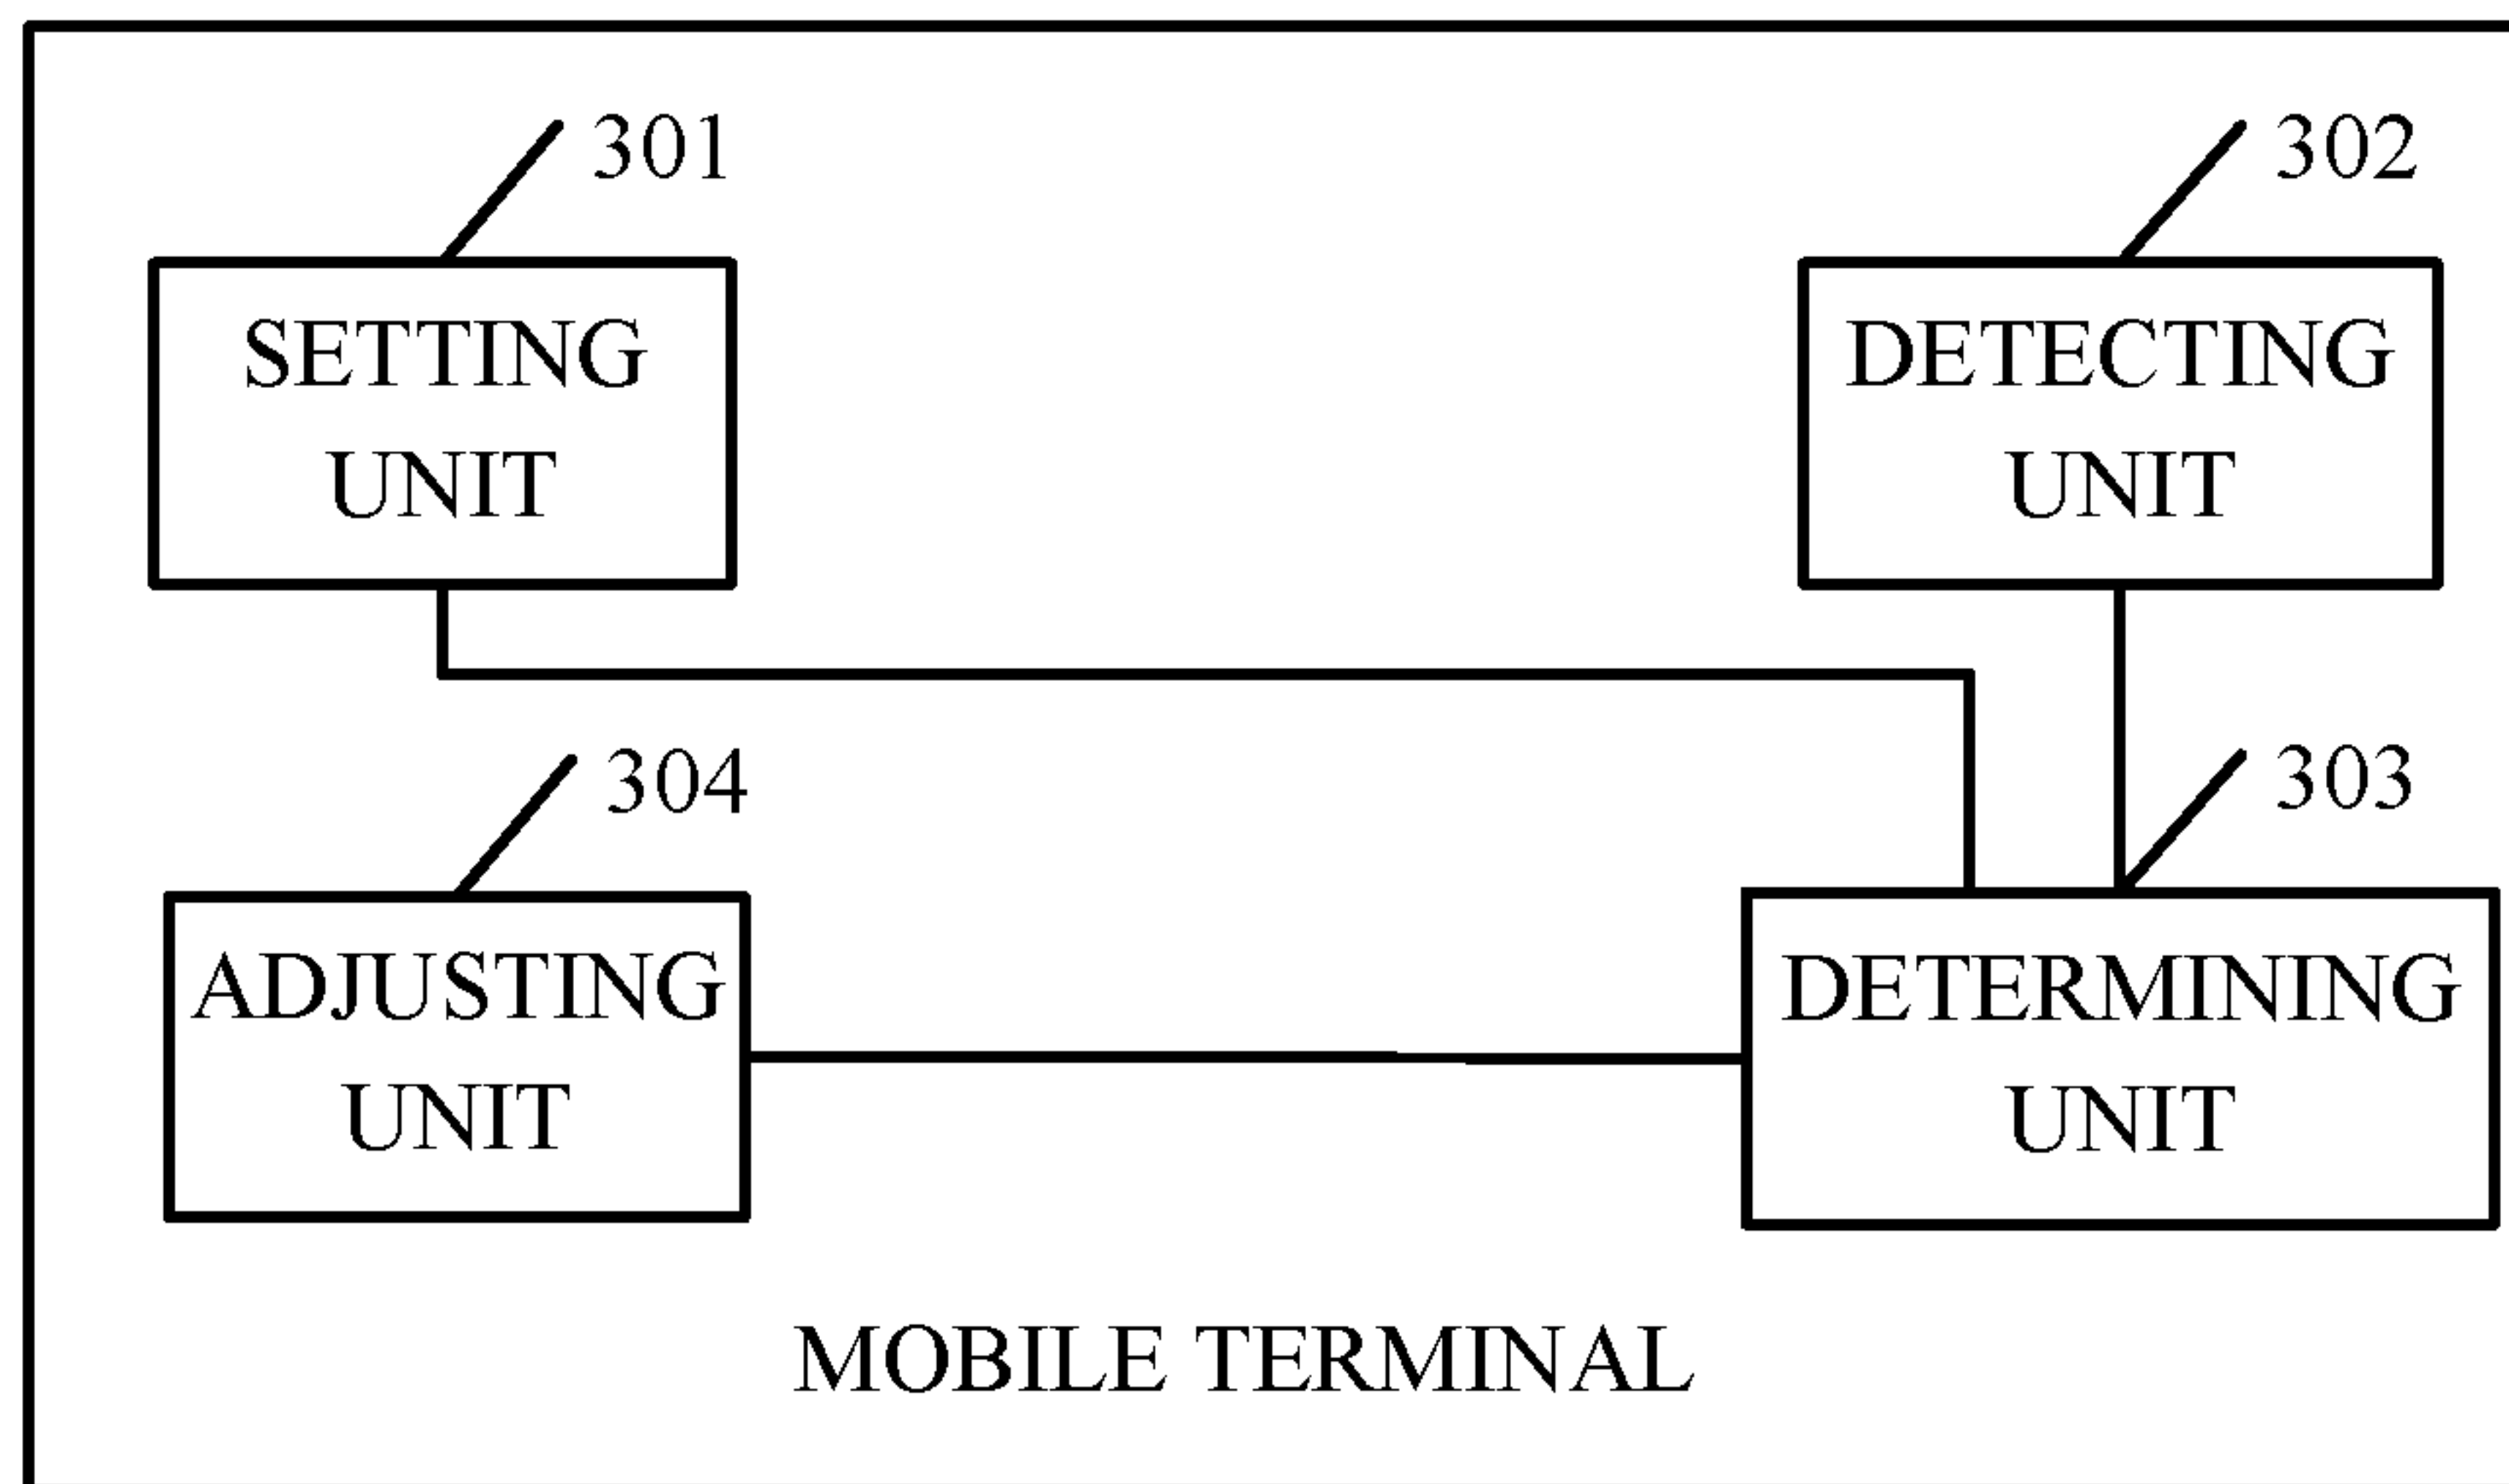 301
302
SETTING
UNIT
DETECTING
UNIT
304
303
ADJUSTING
UNIT
DETERMINING
UNIT
MOBILE TERMINAL